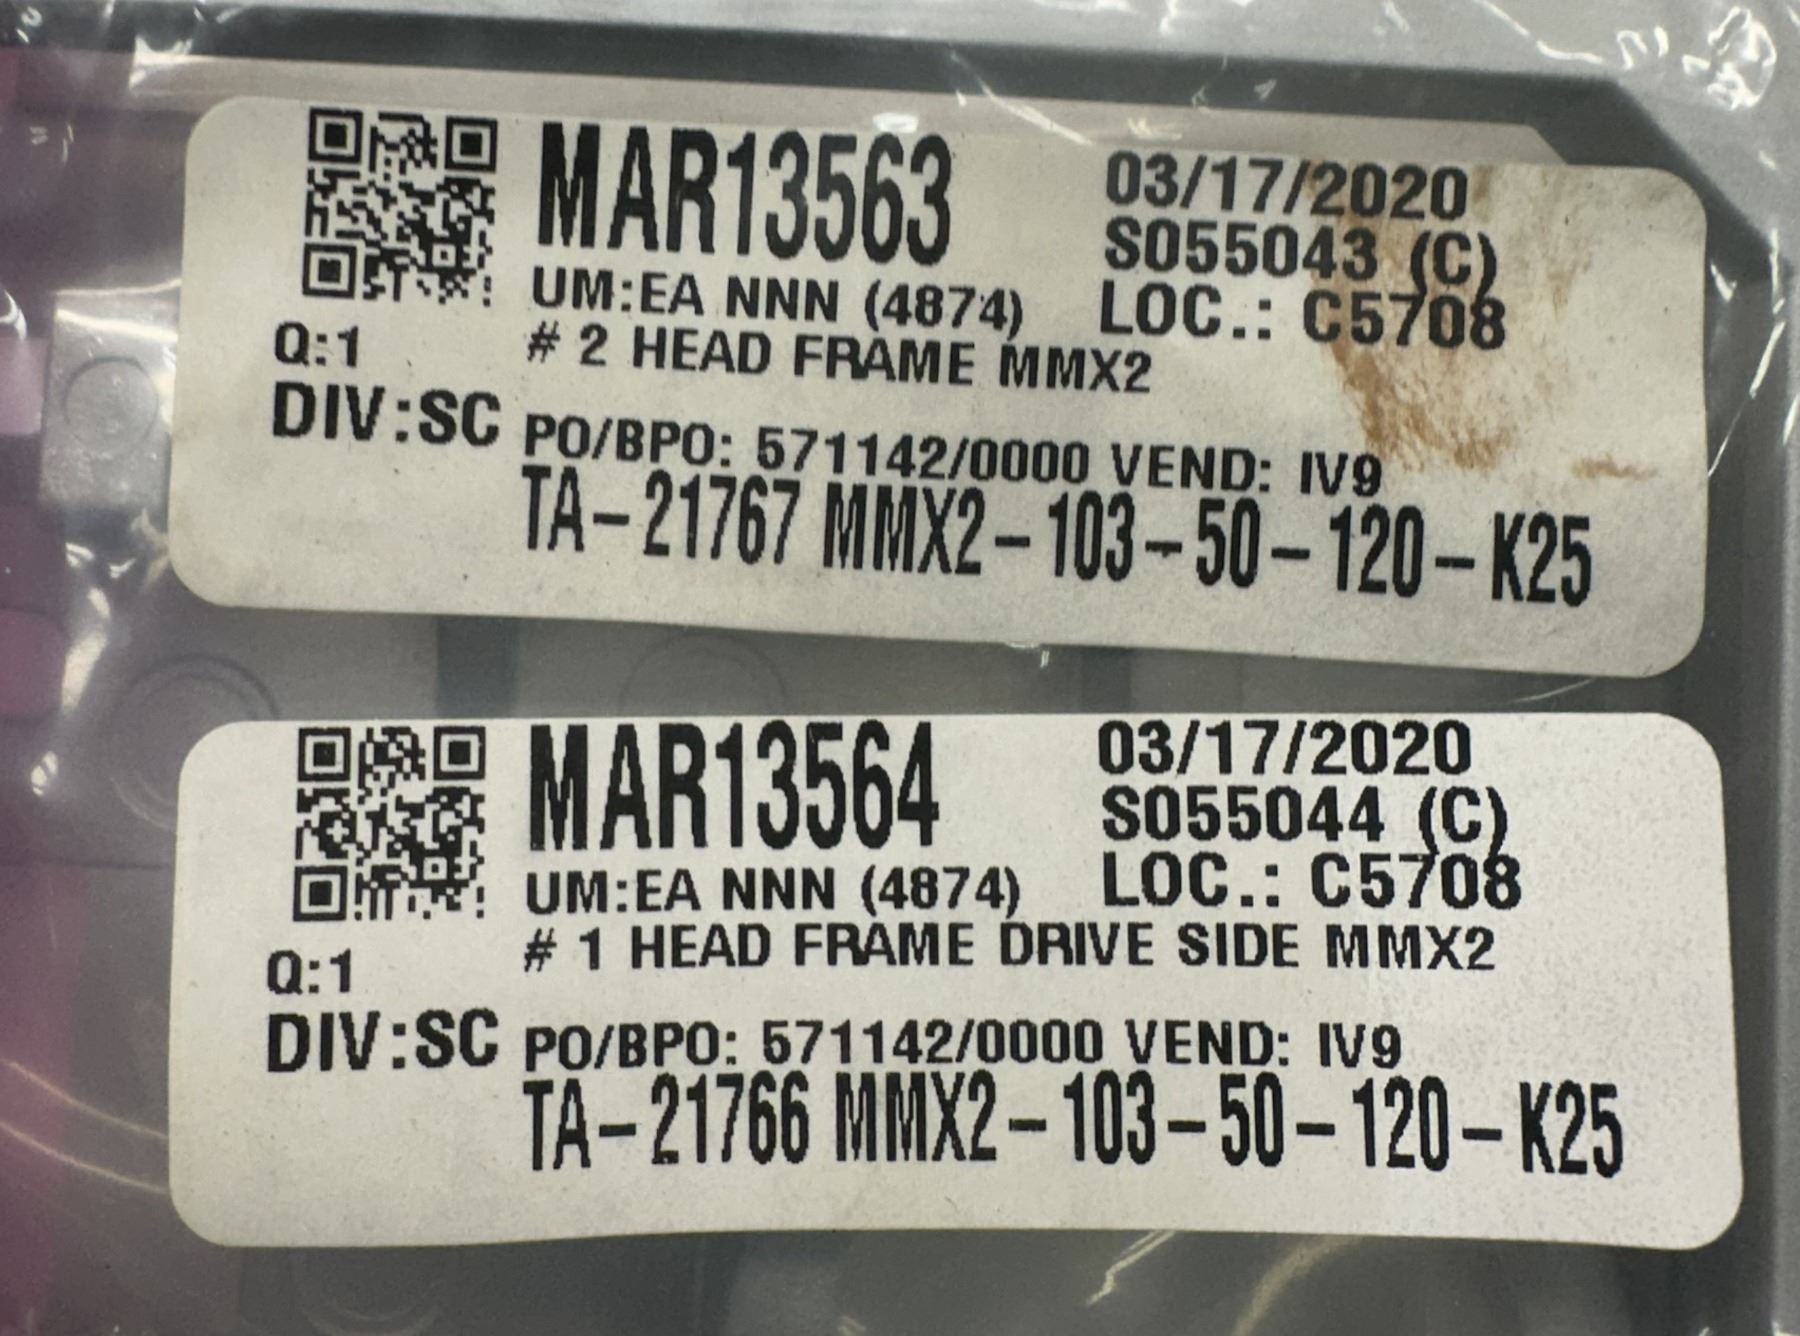 MAR13563
03/17/2020
S055043 (C)
UM:EA NNN (4874)
LOC.: C5708
Q:1
# 2 HEAD FRAME MMX2
DIV:SC
PO/BPO: 571142/0000 VEND: IV9
TA-21767 MMX2-103-50-120-K25
MAR13564
03/17/2020
S055044 (C)
UM:EA NNN (4874)
LOC.: C5708
# 1 HEAD FRAME DRIVE SIDE MMX2
Q:1
DIV:SC
PO/BPO: 571142/0000 VEND: IV9
TA-21766 MMX2-103-50-120-K25